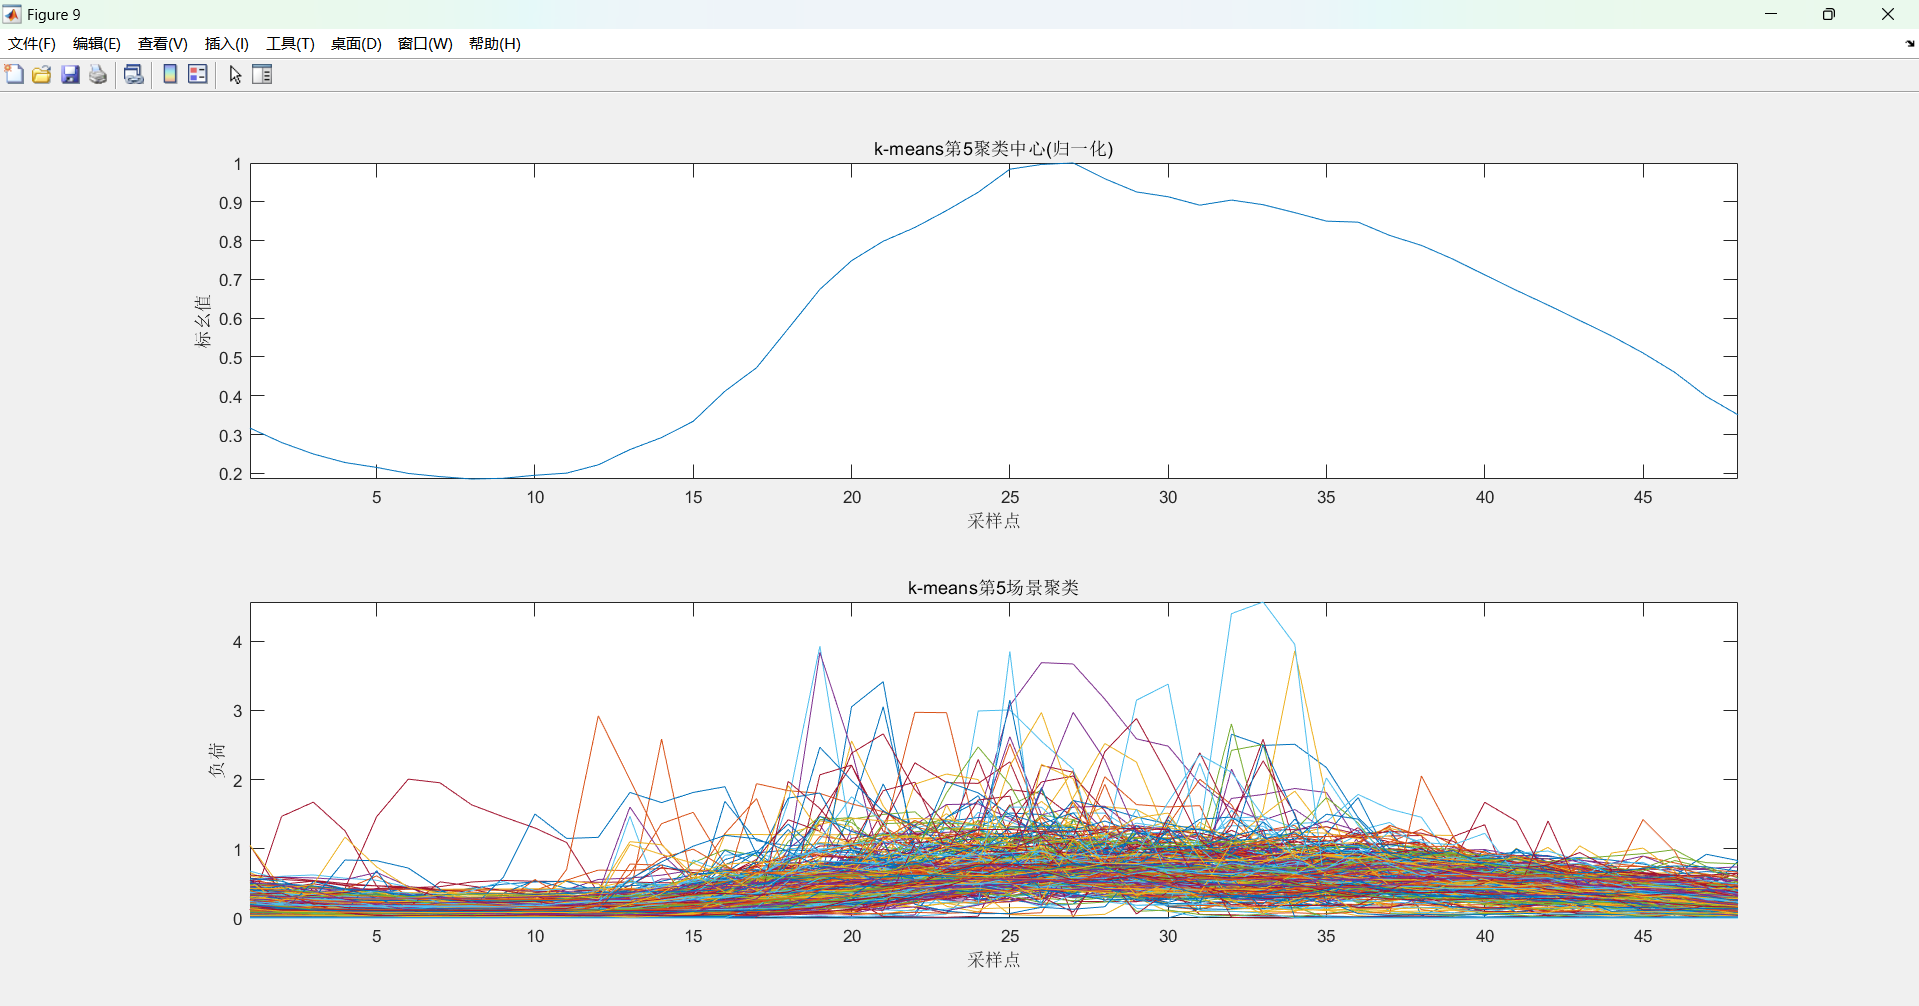 Figure 9
文件(F) 编辑(E) 查看(V) 插入(I) 工具(T) 桌面(D) 窗口(W) 帮助(H)
k-means第5聚类中心(归一化)
1
0.9
0.8
0.7
0.6
0.5
0.4
0.3
0.2
标幺值
5 10 15 20 25 30 35 40 45
采样点
k-means第5场景聚类
4
3
2
1
0
负荷
5 10 15 20 25 30 35 40 45
采样点